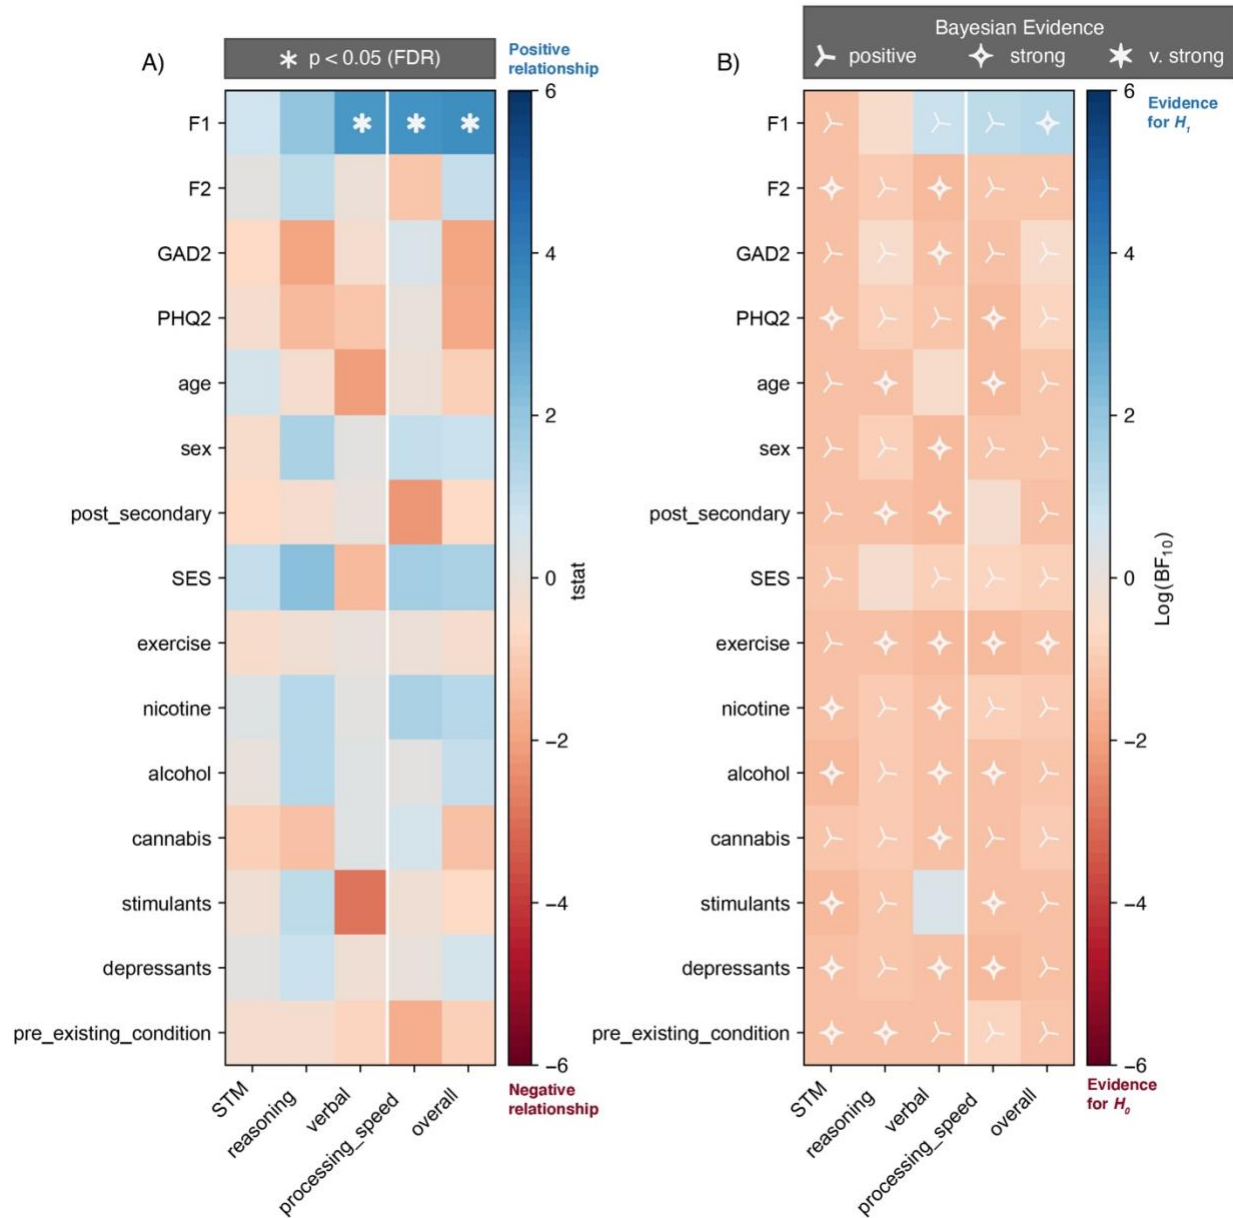 A)
p < 0.05 (FDR)
Positive
relationship
F1
F2
GAD2
PHQ2
age
sex
post_secondary
SES
exercise
nicotine
alcohol
cannabis
stimulants
depressants
pre_existing_condition
STM
reasoning
verbal
processing_speed
overall
6
4
2
0
−2
−4
−6
tstat
Negative
relationship
B)
Bayesian Evidence
positive
strong
v. strong
Evidence
for H₁
F1
F2
GAD2
PHQ2
age
sex
post_secondary
SES
exercise
nicotine
alcohol
cannabis
stimulants
depressants
pre_existing_condition
STM
reasoning
verbal
processing_speed
overall
6
4
2
0
−2
−4
−6
Log(BF₁₀)
Evidence
for H₀